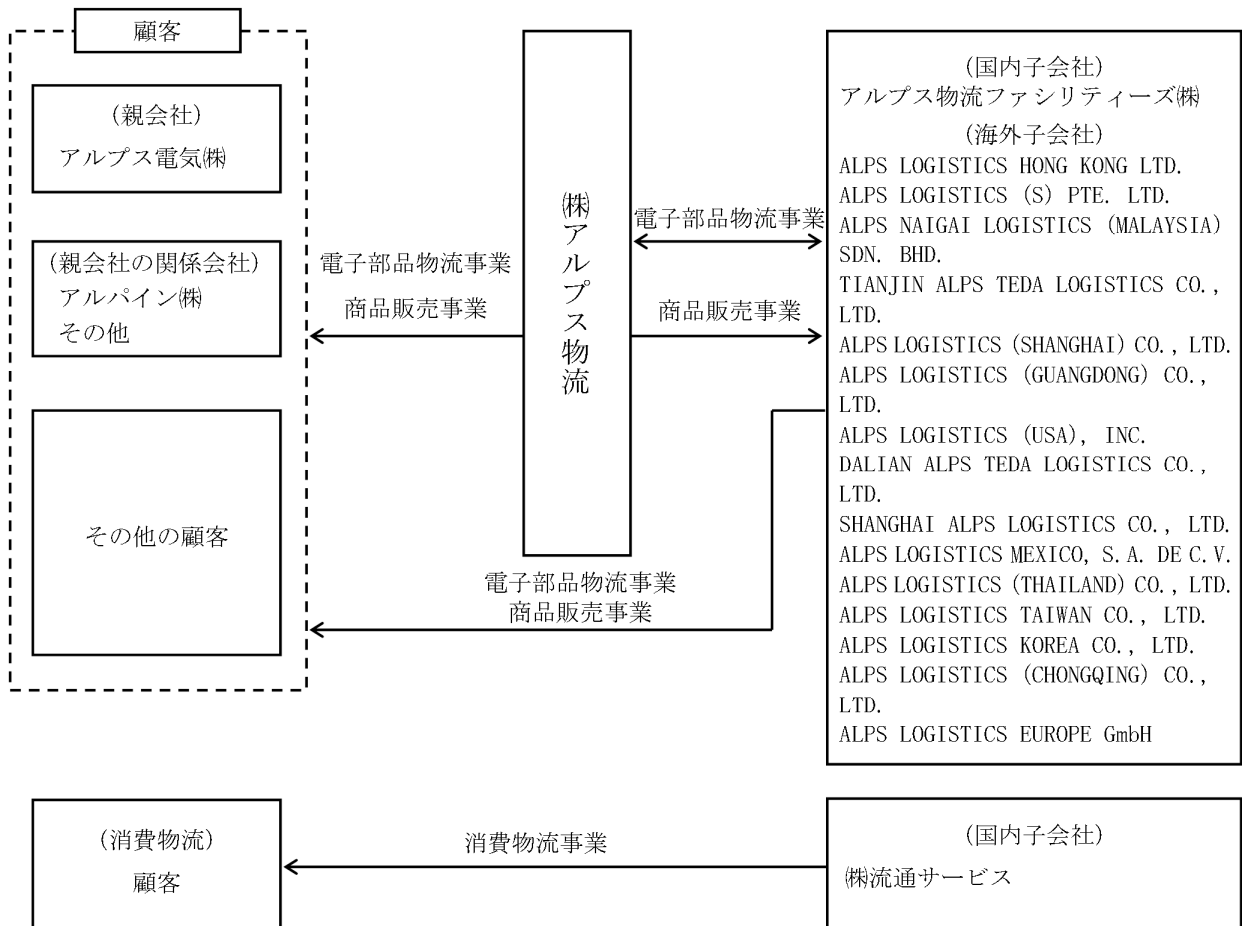 顧客
(親会社)
アルプス電気㈱
(親会社の関係会社)
アルパイン㈱
その他
その他の顧客
電子部品物流事業
商品販売事業
㈱アルプス物流
電子部品物流事業
商品販売事業
電子部品物流事業
商品販売事業
(国内子会社)
アルプス物流ファシリティーズ㈱
(海外子会社)
ALPS LOGISTICS HONG KONG LTD.
ALPS LOGISTICS (S) PTE. LTD.
ALPS NAIGAI LOGISTICS (MALAYSIA)
SDN. BHD.
TIANJIN ALPS TEDA LOGISTICS CO.,
LTD.
ALPS LOGISTICS (SHANGHAI) CO., LTD.
ALPS LOGISTICS (GUANGDONG) CO.,
LTD.
ALPS LOGISTICS (USA), INC.
DALIAN ALPS TEDA LOGISTICS CO.,
LTD.
SHANGHAI ALPS LOGISTICS CO., LTD.
ALPS LOGISTICS MEXICO, S.A. DE C.V.
ALPS LOGISTICS (THAILAND) CO., LTD.
ALPS LOGISTICS TAIWAN CO., LTD.
ALPS LOGISTICS KOREA CO., LTD.
ALPS LOGISTICS (CHONGQING) CO.,
LTD.
ALPS LOGISTICS EUROPE GmbH
(消費物流)
顧客
消費物流事業
(国内子会社)
㈱流通サービス